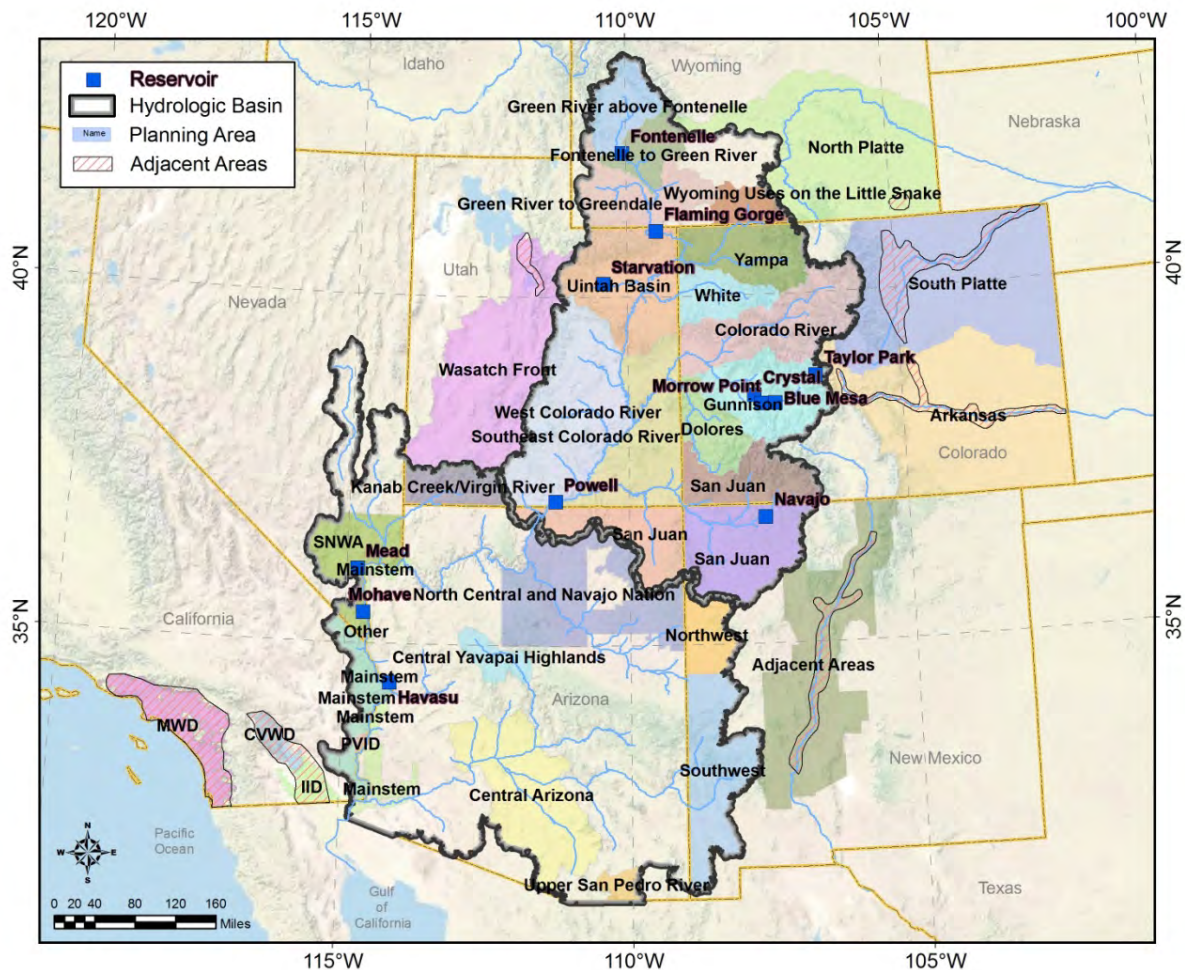 120°W
115°W
110°W
105°W
100°W
Reservoir
Hydrologic Basin
Name
Planning Area
Adjacent Areas
Idaho
Wyoming
Nebraska
Green River above Fontenelle
Fontenelle
Fontenelle to Green River
North Platte
Wyoming Uses on the Little Snake
Green River to Greendale
Flaming Gorge
40°N
40°N
Utah
Nevada
Starvation
Uintah Basin
Yampa
White
South Platte
Colorado River
Wasatch Front
Taylor Park
Morrow Point
Crystal
Blue Mesa
Gunnison
West Colorado River
Arkansas
Southeast Colorado River
Dolores
Colorado
Kanab Creek/Virgin River
Powell
San Juan
Navajo
SNWA
Mead
Mainstem
San Juan
San Juan
Mohave
North Central and Navajo Nation
35°N
35°N
California
Other
Northwest
Central Yavapai Highlands
Adjacent Areas
Mainstem
Mainstem
Havasu
Arizona
Mainstem
MWD
CVWD
PVID
IID
Mainstem
Southwest
New Mexico
Central Arizona
Pacific
Ocean
N
W
E
S
Gulf
of
California
Upper San Pedro River
Texas
0 20 40 80 120 160
Miles
115°W
110°W
105°W